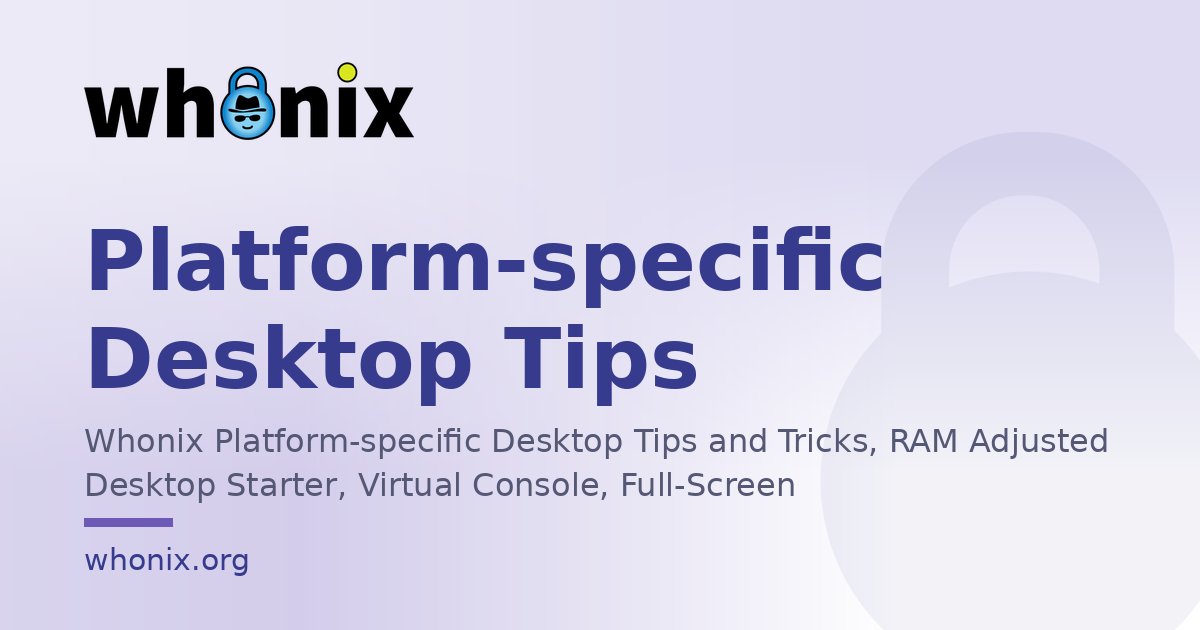 whonix
Platform-specific
Desktop Tips
Whonix Platform-specific Desktop Tips and Tricks, RAM Adjusted
Desktop Starter, Virtual Console, Full-Screen
whonix.org